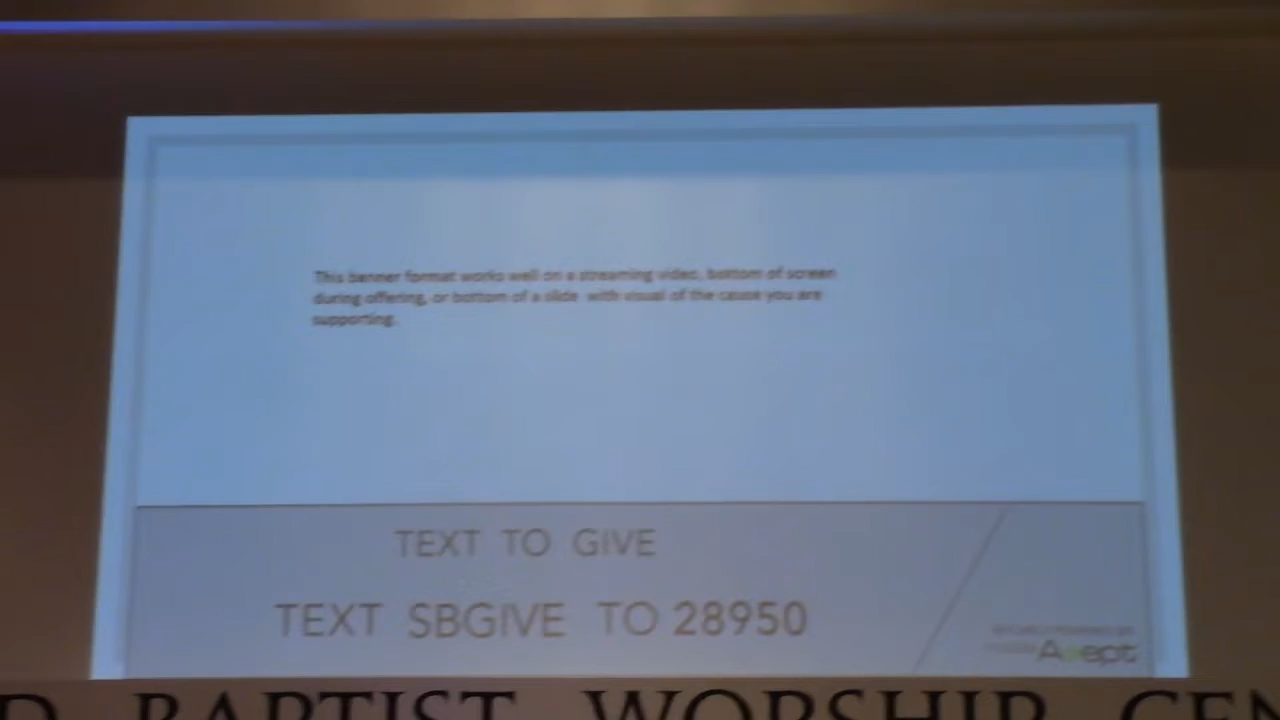 This banner format works well on a streaming video, bottom of screen
during offering, or bottom of a slide with visual of the cause you are
supporting.
TEXT TO GIVE
TEXT SBGIVE TO 28950
D BAPTIST WORSHIP CEN